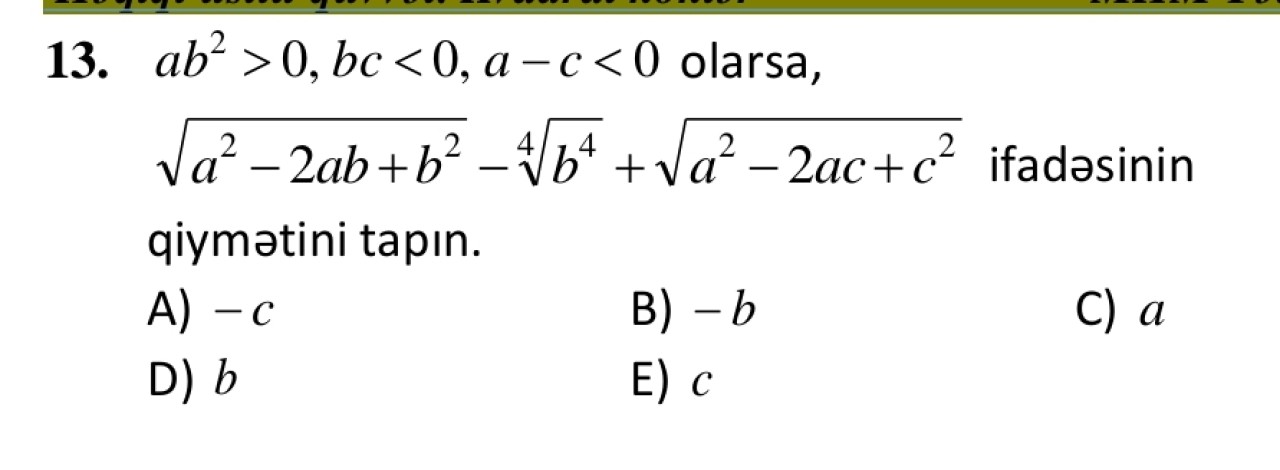 13. ab² > 0, bc < 0, a − c < 0 olarsa,
√(a² − 2ab + b²) − ⁴√(b⁴) + √(a² − 2ac + c²) ifadəsinin
qiymətini tapın.
A) − c B) − b C) a
D) b E) c